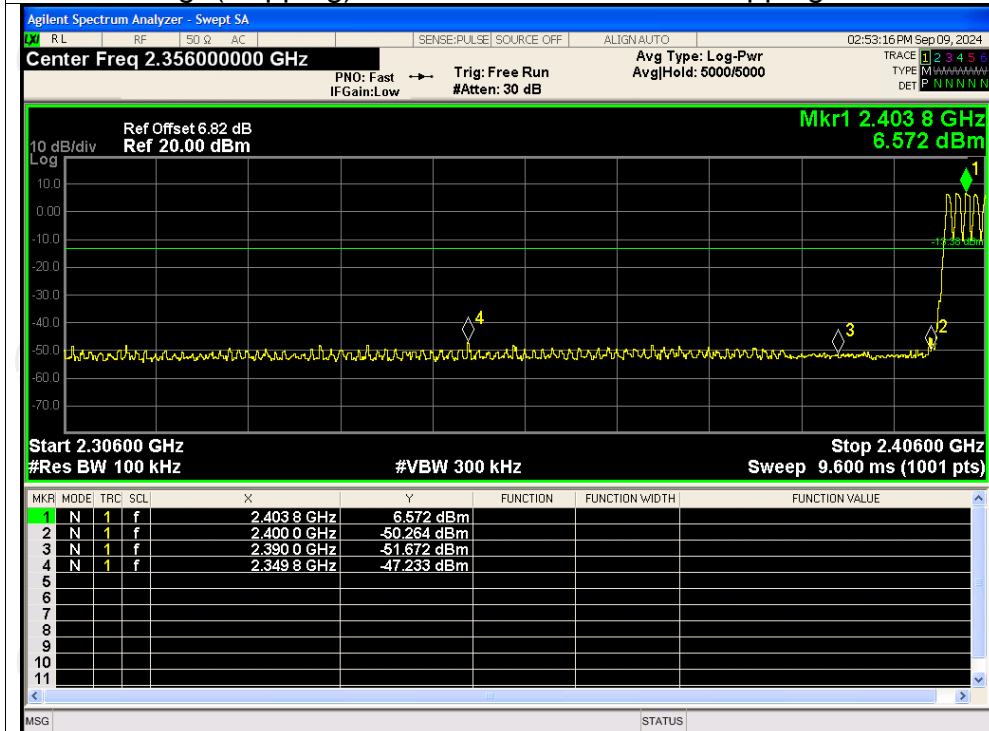 Agilent Spectrum Analyzer - Swept SA
LXI RL RF 50 Ω AC SENSE:PULSE SOURCE OFF ALIGN AUTO 02:53:16 PM Sep 09, 2024
Center Freq 2.356000000 GHz
PNO: Fast
IFGain:Low
Trig: Free Run
#Atten: 30 dB
Avg Type: Log-Pwr
Avg|Hold: 5000/5000
TRACE 1 2 3 4 5 6
TYPE M
DET P N N N N N
Ref Offset 6.82 dB
10 dB/div Ref 20.00 dBm
Log
Mkr1 2.403 8 GHz
6.572 dBm
10.0
0.00
-10.0
-20.0
-30.0
-40.0
-50.0
-60.0
-70.0
1
2
3
4
Start 2.30600 GHz Stop 2.40600 GHz
#Res BW 100 kHz #VBW 300 kHz Sweep 9.600 ms (1001 pts)
MKR MODE TRC SCL X Y FUNCTION FUNCTION WIDTH FUNCTION VALUE
1 N 1 f 2.403 8 GHz 6.572 dBm
2 N 1 f 2.400 0 GHz -50.264 dBm
3 N 1 f 2.390 0 GHz -51.672 dBm
4 N 1 f 2.349 8 GHz -47.233 dBm
5
6
7
8
9
10
11
MSG STATUS